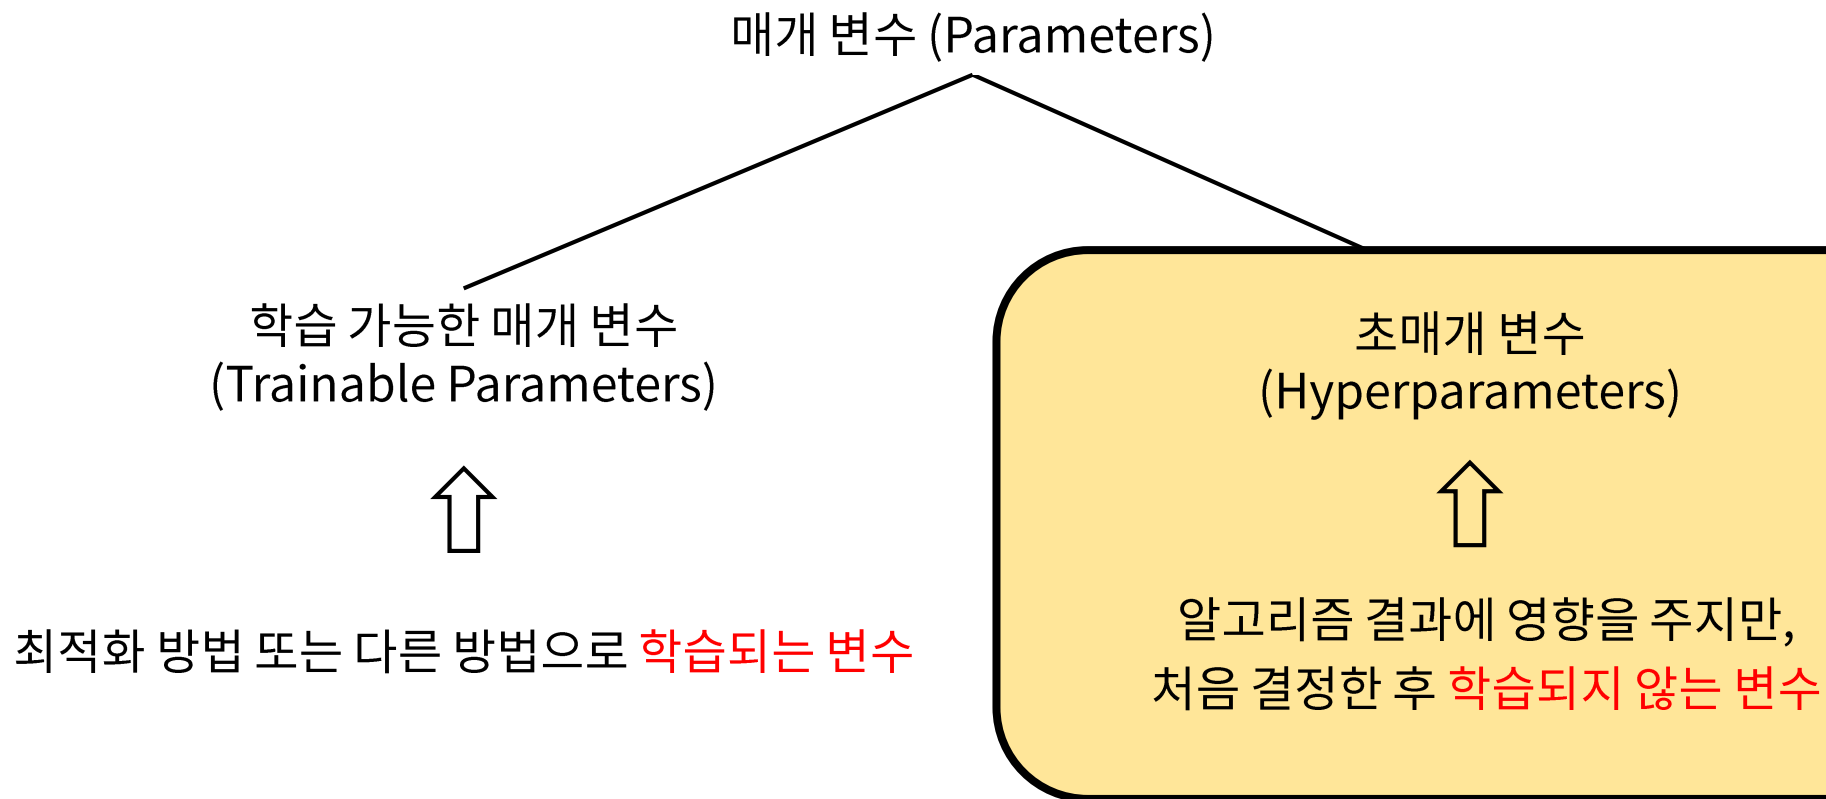 매개 변수 (Parameters)
학습 가능한 매개 변수
(Trainable Parameters)
최적화 방법 또는 다른 방법으로 학습되는 변수
초매개 변수
(Hyperparameters)
알고리즘 결과에 영향을 주지만,
처음 결정한 후 학습되지 않는 변수